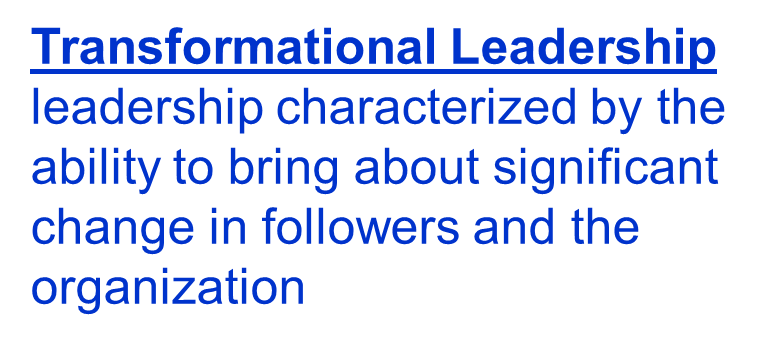 Transformational Leadership
leadership characterized by the
ability to bring about significant
change in followers and the
organization